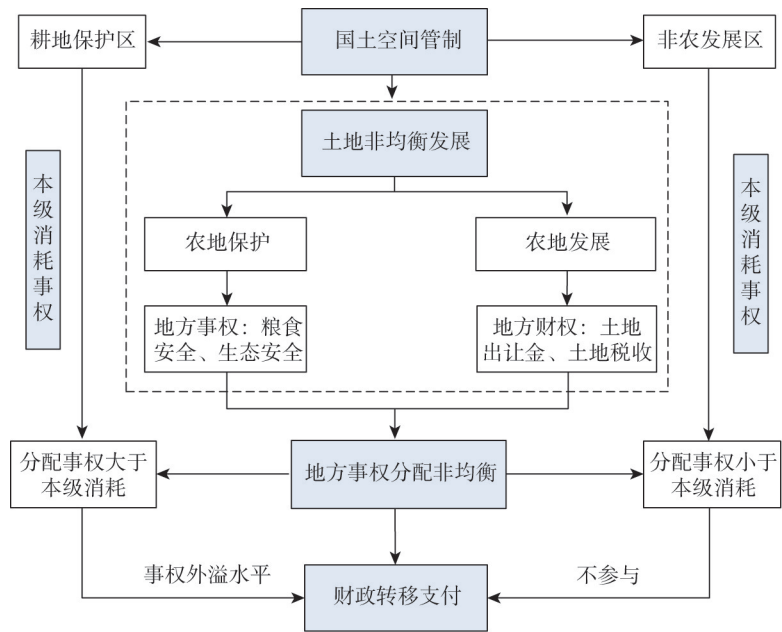 耕地保护区
国土空间管制
非农发展区
土地非均衡发展
本级消耗事权
本级消耗事权
农地保护
农地发展
地方事权：粮食
安全、生态安全
地方财权：土地
出让金、土地税收
分配事权大于
本级消耗
地方事权分配非均衡
分配事权小于
本级消耗
事权外溢水平
不参与
财政转移支付